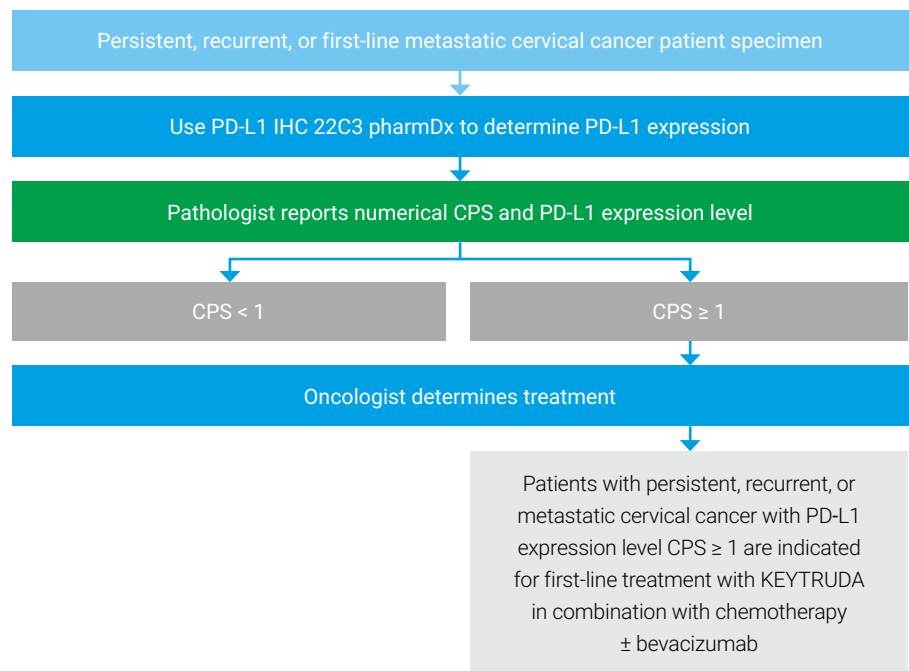 Persistent, recurrent, or first-line metastatic cervical cancer patient specimen
Use PD-L1 IHC 22C3 pharmDx to determine PD-L1 expression
Pathologist reports numerical CPS and PD-L1 expression level
CPS < 1
CPS ≥ 1
Oncologist determines treatment
Patients with persistent, recurrent, or
metastatic cervical cancer with PD-L1
expression level CPS ≥ 1 are indicated
for first-line treatment with KEYTRUDA
in combination with chemotherapy
± bevacizumab